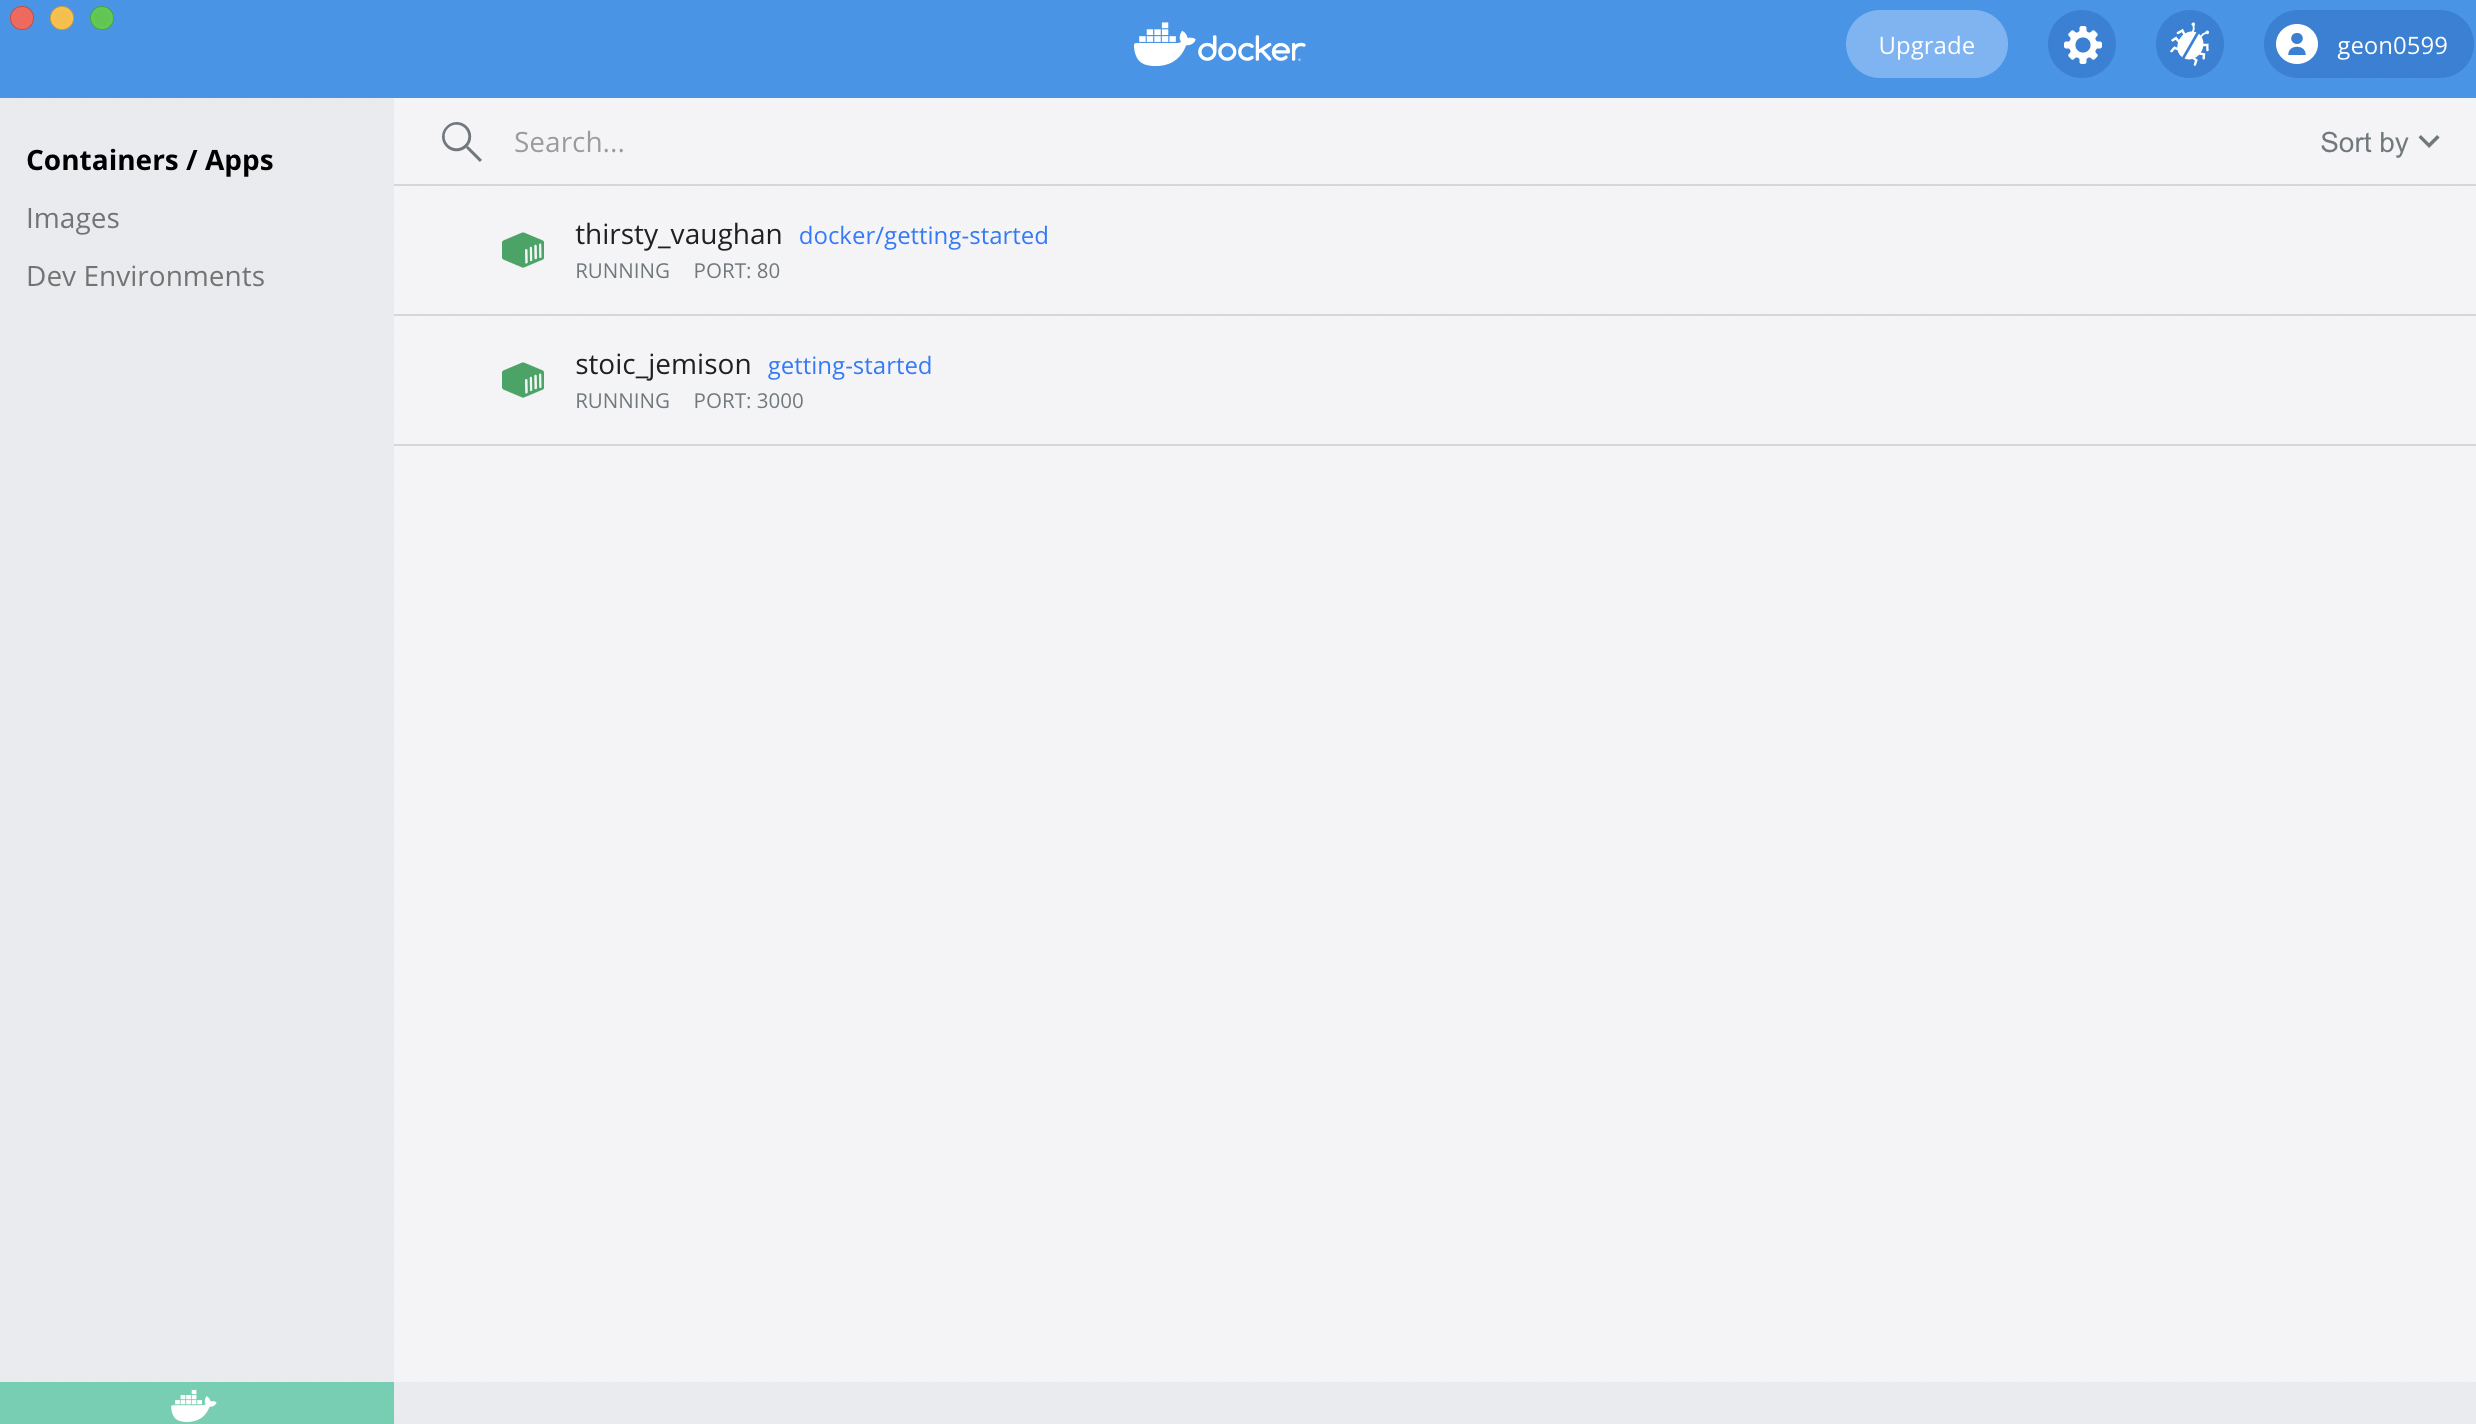 docker
Upgrade
geon0599
Containers / Apps
Images
Dev Environments
Search...
Sort by
thirsty_vaughan docker/getting-started
RUNNING PORT: 80
stoic_jemison getting-started
RUNNING PORT: 3000